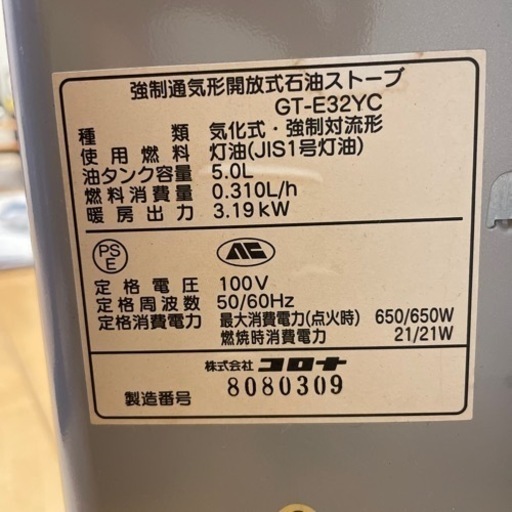 強制通気形開放式石油ストーブ
GT-E32YC
種類 気化式・強制対流形
使用燃料 灯油(JIS1号灯油)
油タンク容量 5.0L
燃料消費量 0.310L/h
暖房出力 3.19kW
PS
E
定格電圧 100V
定格周波数 50/60Hz
定格消費電力 最大消費電力(点火時) 650/650W
燃焼時消費電力 21/21W
株式会社 コロナ
製造番号 8080309